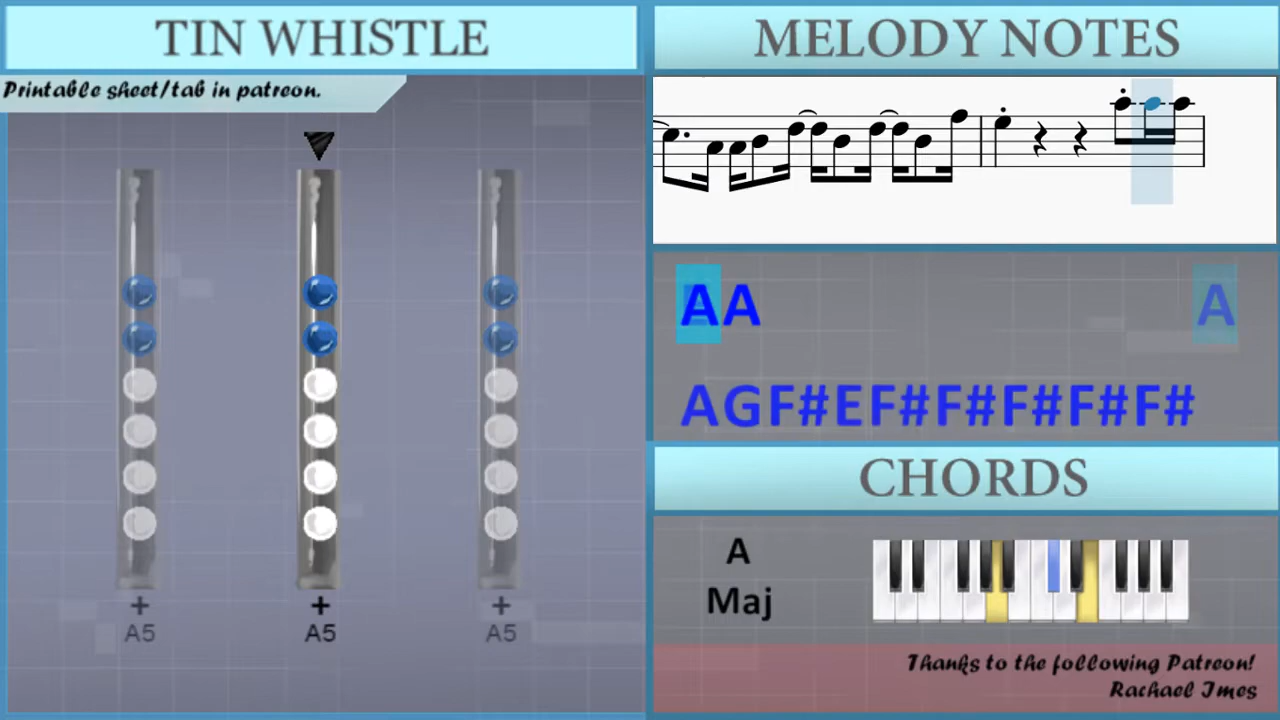 TIN WHISTLE
Printable sheet/tab in patreon.
+ + +
A5 A5 A5
MELODY NOTES
AA A
AGF#EF#F#F#F#F#
CHORDS
A
Maj
Thanks to the following Patreon!
Rachael Imes